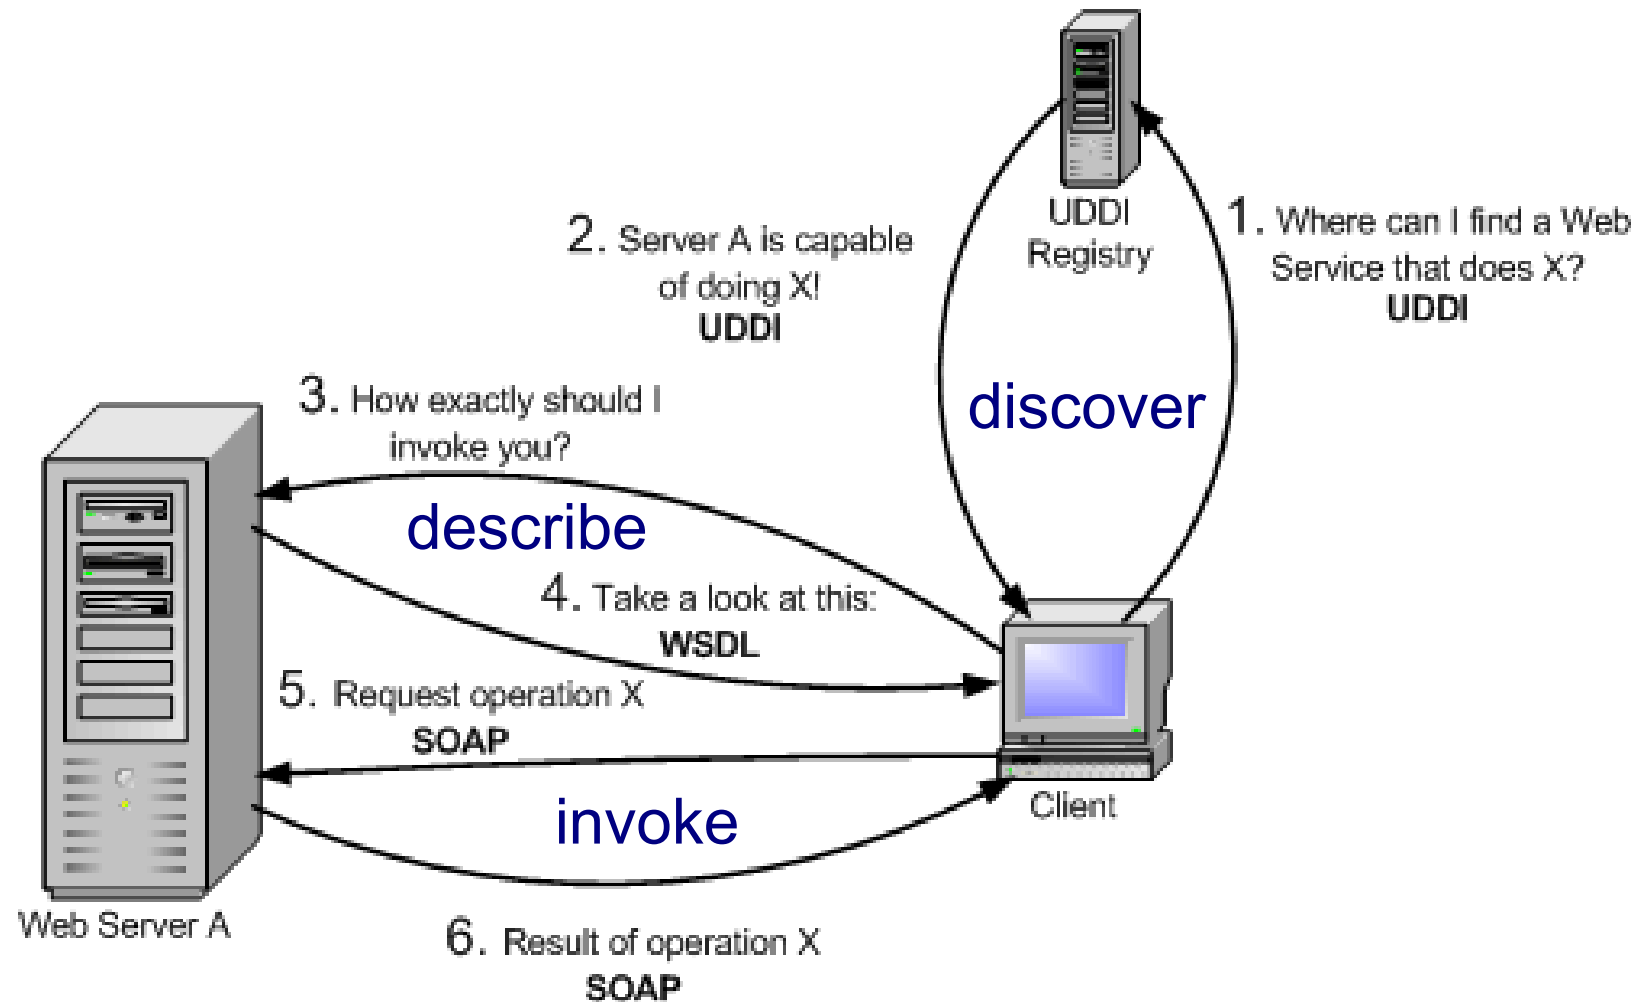 UDDI
Registry
1. Where can I find a Web
Service that does X?
UDDI
2. Server A is capable
of doing X!
UDDI
discover
3. How exactly should I
invoke you?
describe
4. Take a look at this:
WSDL
5. Request operation X
SOAP
invoke
Client
Web Server A
6. Result of operation X
SOAP